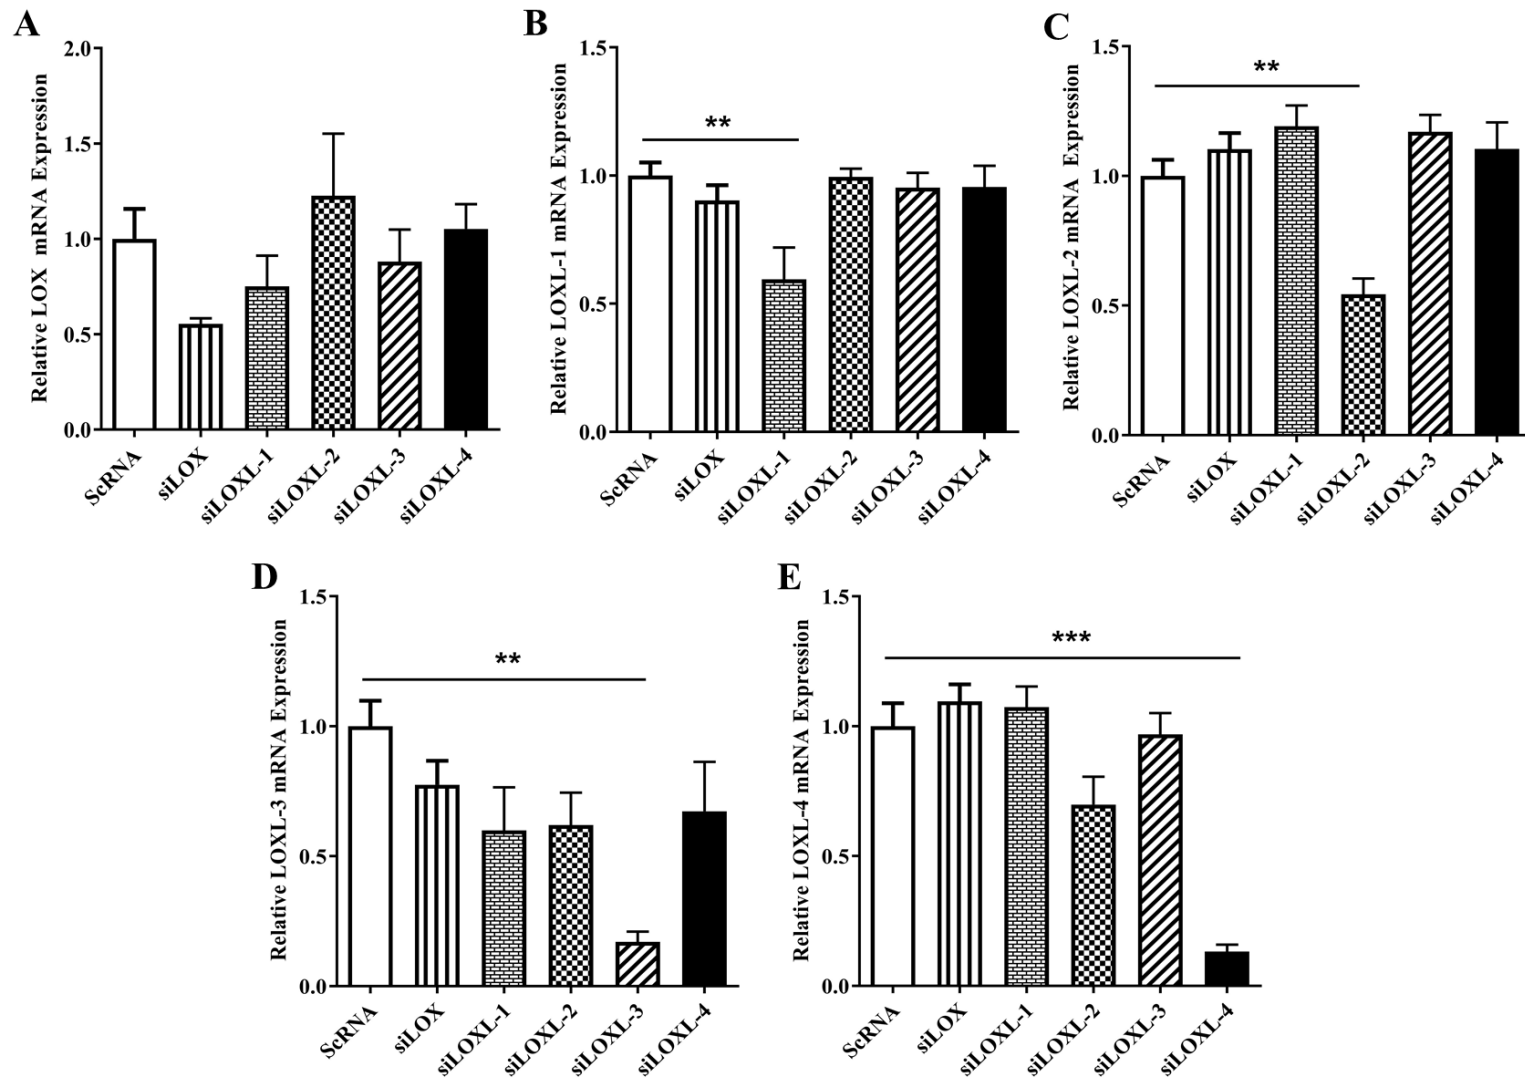 A
Relative LOX mRNA Expression
2.0
1.5
1.0
0.5
0.0
ScRNA
siLOX
siLOXL-1
siLOXL-2
siLOXL-3
siLOXL-4
B
Relative LOXL-1 mRNA Expression
1.5
1.0
0.5
0.0
**
ScRNA
siLOX
siLOXL-1
siLOXL-2
siLOXL-3
siLOXL-4
C
Relative LOXL-2 mRNA Expression
1.5
1.0
0.5
0.0
**
ScRNA
siLOX
siLOXL-1
siLOXL-2
siLOXL-3
siLOXL-4
D
Relative LOXL-3 mRNA Expression
1.5
1.0
0.5
0.0
**
ScRNA
siLOX
siLOXL-1
siLOXL-2
siLOXL-3
siLOXL-4
E
Relative LOXL-4 mRNA Expression
1.5
1.0
0.5
0.0
***
ScRNA
siLOX
siLOXL-1
siLOXL-2
siLOXL-3
siLOXL-4